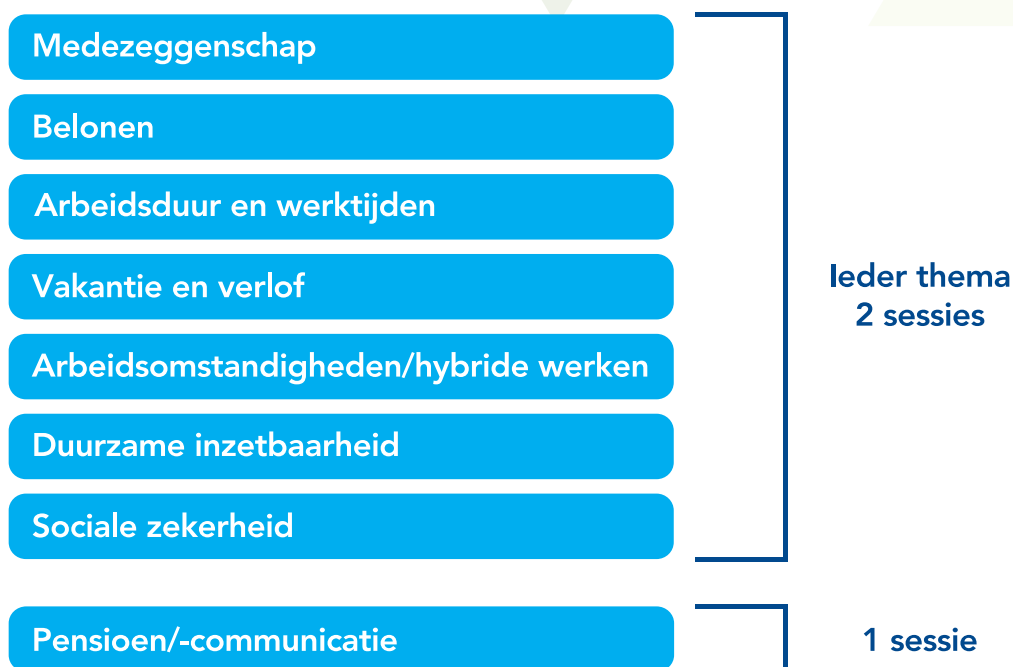 Medezeggenschap
Belonen
Arbeidsduur en werktijden
Vakantie en verlof
Arbeidsomstandigheden/hybride werken
Duurzame inzetbaarheid
Sociale zekerheid
Ieder thema
2 sessies
Pensioen/-communicatie
1 sessie